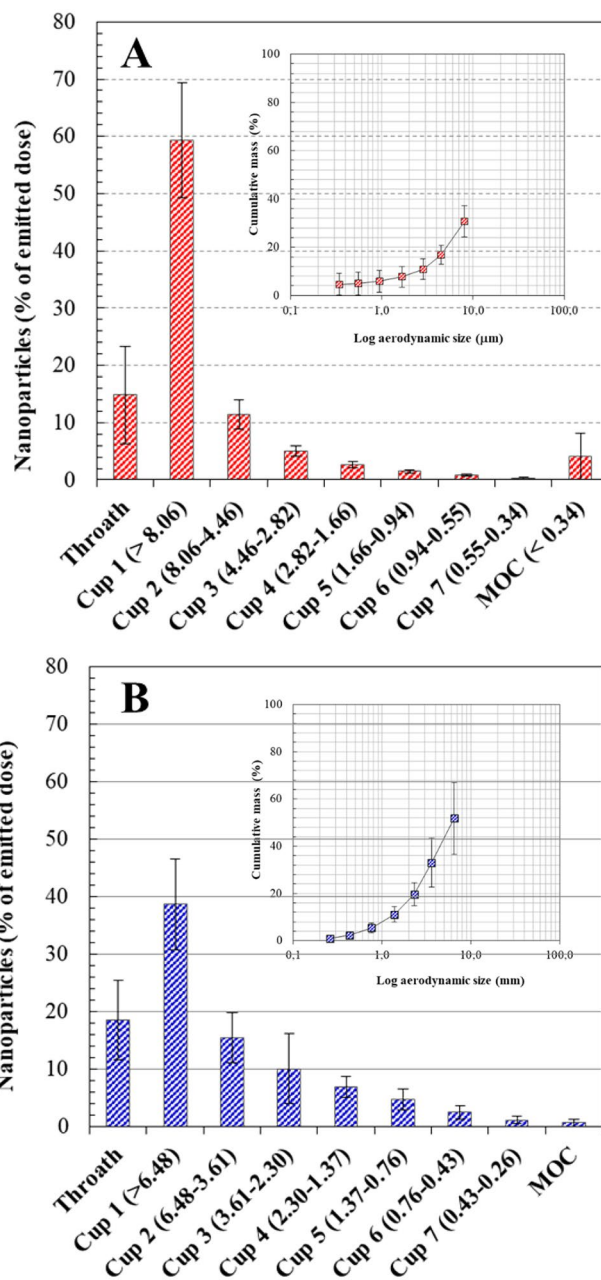 A
Nanoparticles (% of emitted dose)
80
70
60
50
40
30
20
10
0
Cumulative mass (%)
100
80
60
40
20
0
0,1
1,0
10,0
100,0
Log aerodynamic size (μm)
Throath
Cup 1 (> 8.06)
Cup 2 (8.06-4.46)
Cup 3 (4.46-2.82)
Cup 4 (2.82-1.66)
Cup 5 (1.66-0.94)
Cup 6 (0.94-0.55)
Cup 7 (0.55-0.34)
MOC (< 0.34)
B
Nanoparticles (% of emitted dose)
80
70
60
50
40
30
20
10
0
Cumulative mass (%)
100
80
60
40
20
0
0,1
1,0
10,0
100,0
Log aerodynamic size (mm)
Throath
Cup 1 (>6.48)
Cup 2 (6.48-3.61)
Cup 3 (3.61-2.30)
Cup 4 (2.30-1.37)
Cup 5 (1.37-0.76)
Cup 6 (0.76-0.43)
Cup 7 (0.43-0.26)
MOC